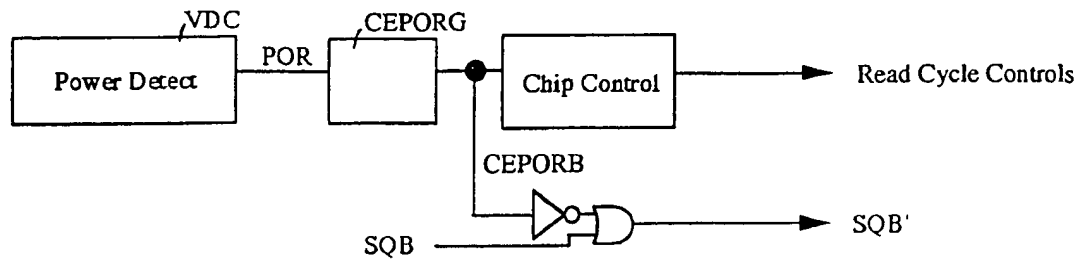 VDC
CEPORG
Power Detect
POR
Chip Control
Read Cycle Controls
CEPORB
SQB
SQB'